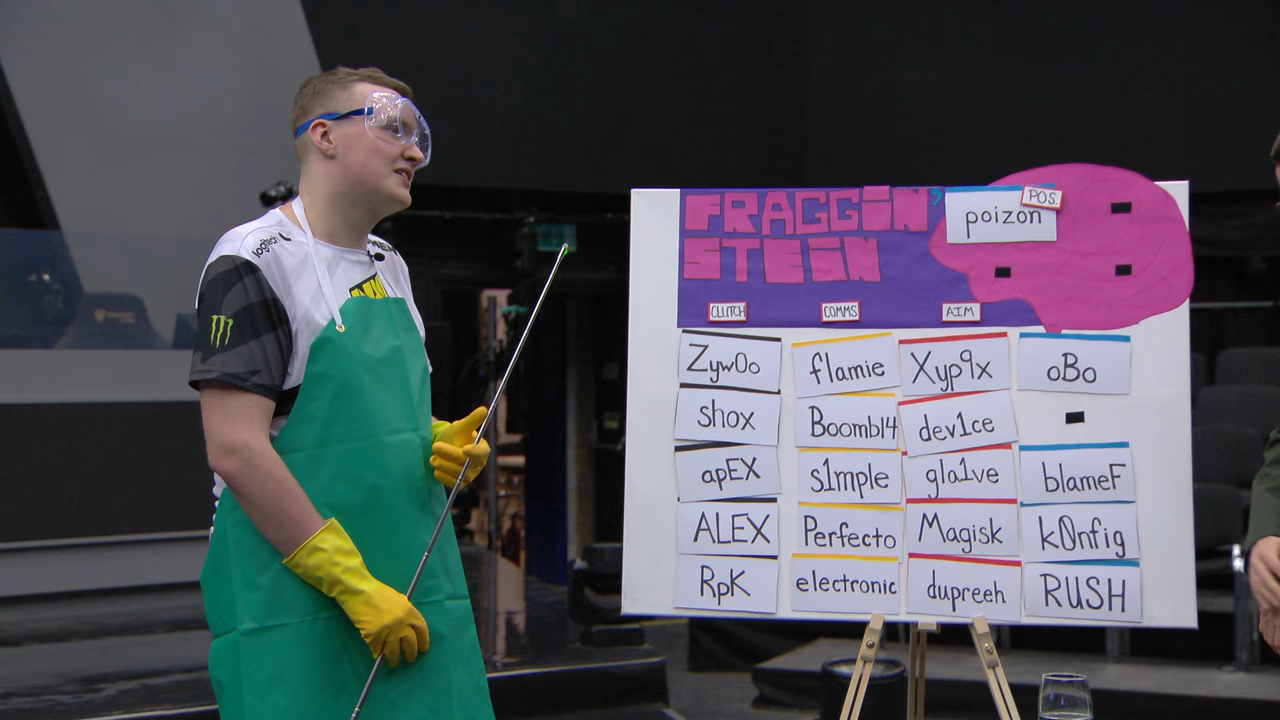 logitech
FRAGGIN'
STEIN
poizon
POS.
CLUTCH
COMMS
AIM
ZywOo
flamie
Xyp9x
oBo
shox
Boombl4
dev1ce
apEX
s1mple
gla1ve
blameF
ALEX
Perfecto
Magisk
k0nfig
RpK
electronic
dupreeh
RUSH